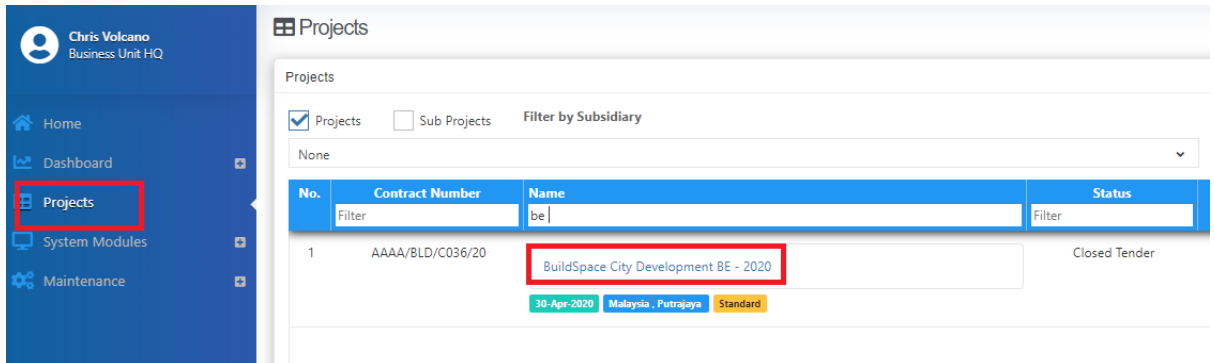 Chris Volcano
Business Unit HQ
Home
Dashboard
Projects
System Modules
Maintenance
Projects
Projects
Projects Sub Projects Filter by Subsidiary
None
No. Contract Number Name Status
Filter be Filter
1 AAAA/BLD/C036/20 BuildSpace City Development BE - 2020 Closed Tender
30-Apr-2020 Malaysia , Putrajaya Standard